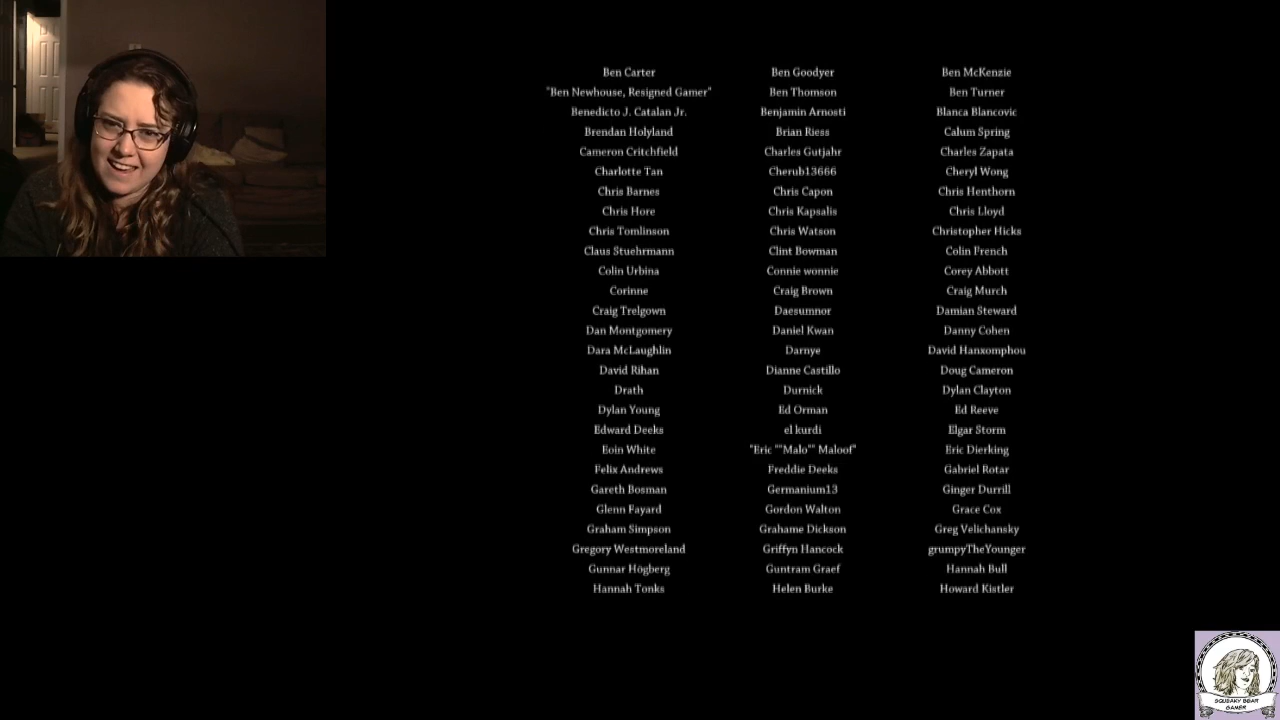 Ben Carter Ben Goodyer Ben McKenzie
"Ben Newhouse, Resigned Gamer" Ben Thomson Ben Turner
Benedicto J. Catalan Jr. Benjamin Arnosti Blanca Blancovic
Brendan Holyland Brian Riess Calum Spring
Cameron Critchfield Charles Gutjahr Charles Zapata
Charlotte Tan Cherub13666 Cheryl Wong
Chris Barnes Chris Capon Chris Henthorn
Chris Hore Chris Kapsalis Chris Lloyd
Chris Tomlinson Chris Watson Christopher Hicks
Claus Stuehrmann Clint Bowman Colin French
Colin Urbina Connie wonnie Corey Abbott
Corinne Craig Brown Craig Murch
Craig Trelgown Daesumnor Damian Steward
Dan Montgomery Daniel Kwan Danny Cohen
Dara McLaughlin Darnye David Hanxomphou
David Rihan Dianne Castillo Doug Cameron
Drath Durnick Dylan Clayton
Dylan Young Ed Orman Ed Reeve
Edward Deeks el kurdi Elgar Storm
Eoin White "Eric ""Malo"" Maloof" Eric Dierking
Felix Andrews Freddie Deeks Gabriel Rotar
Gareth Bosman Germanium13 Ginger Durrill
Glenn Fayard Gordon Walton Grace Cox
Graham Simpson Grahame Dickson Greg Velichansky
Gregory Westmoreland Griffyn Hancock grumpyTheYounger
Gunnar Högberg Guntram Graef Hannah Bull
Hannah Tonks Helen Burke Howard Kistler
SQUEAKY BEAR
GAMER